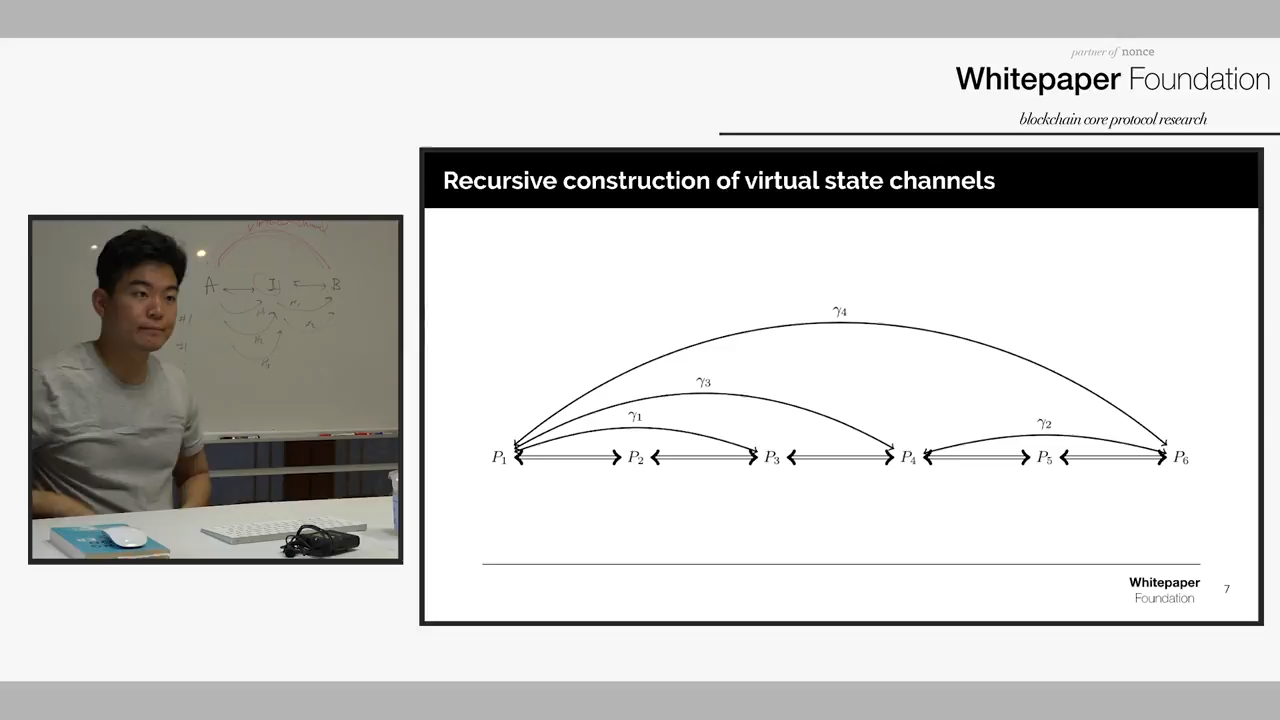 partner of nonce
Whitepaper Foundation
blockchain core protocol research
Recursive construction of virtual state channels
γ4
γ3
γ1
γ2
P1 P2 P3 P4 P5 P6
Whitepaper
Foundation
7
A I B